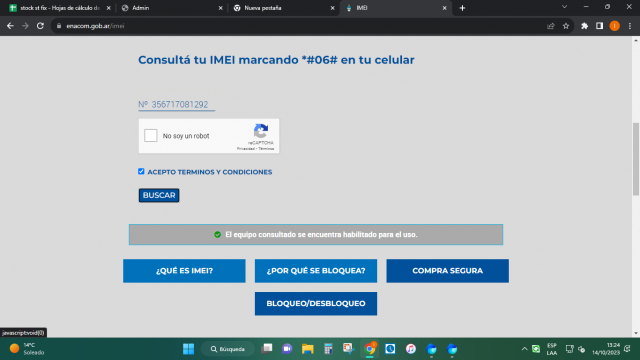 stock st fix - Hojas de cálculo de
Admin
Nueva pestaña
IMEI
enacom.gob.ar/imei
Consultá tu IMEI marcando *#06# en tu celular
Nº 356717081292
No soy un robot
reCAPTCHA
Privacidad - Términos
ACEPTO TERMINOS Y CONDICIONES
BUSCAR
El equipo consultado se encuentra habilitado para el uso.
¿QUÉ ES IMEI?
¿POR QUÉ SE BLOQUEA?
COMPRA SEGURA
BLOQUEO/DESBLOQUEO
javascript:void(0)
14°C
Soleado
Búsqueda
ESP
LAA
13:24
14/10/2023